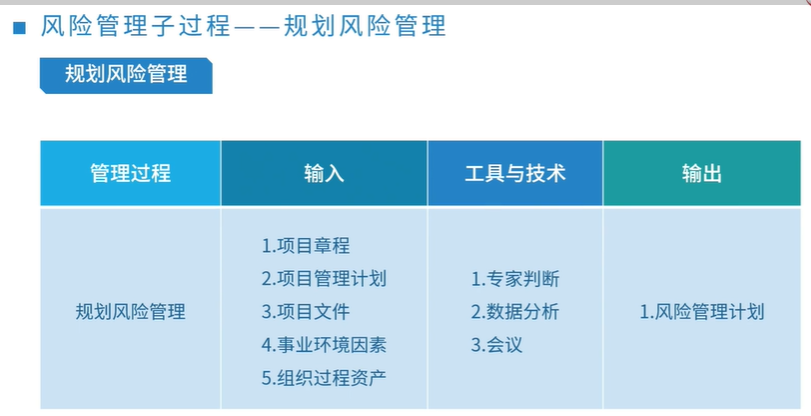 风险管理子过程——规划风险管理
规划风险管理
管理过程
输入
工具与技术
输出
规划风险管理
1.项目章程
2.项目管理计划
3.项目文件
4.事业环境因素
5.组织过程资产
1.专家判断
2.数据分析
3.会议
1.风险管理计划